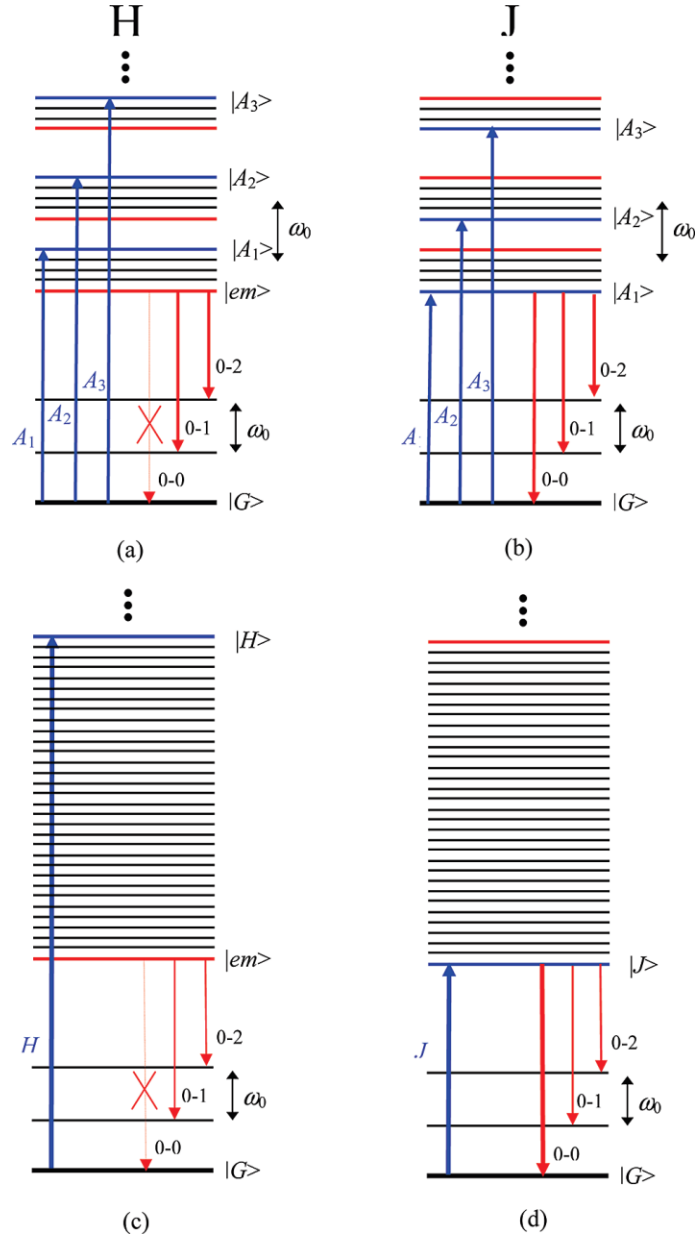 H
|A₃>
|A₂>
ω₀
|A₁>
|em>
0-2
A₃
A₂
A₁
0-1
ω₀
0-0
|G>
(a)
J
|A₃>
|A₂>
ω₀
|A₁>
0-2
A₃
A₂
A
0-1
ω₀
0-0
|G>
(b)
|H>
|em>
0-2
H
0-1
ω₀
0-0
|G>
(c)
|J>
0-2
J
0-1
ω₀
0-0
|G>
(d)